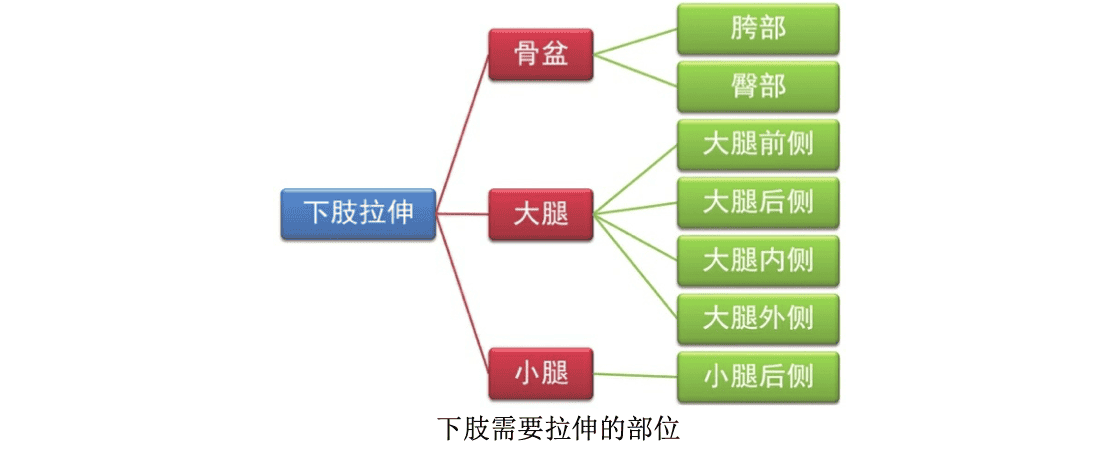 下肢拉伸
骨盆
胯部
臀部
大腿
大腿前侧
大腿后侧
大腿内侧
大腿外侧
小腿
小腿后侧
下肢需要拉伸的部位